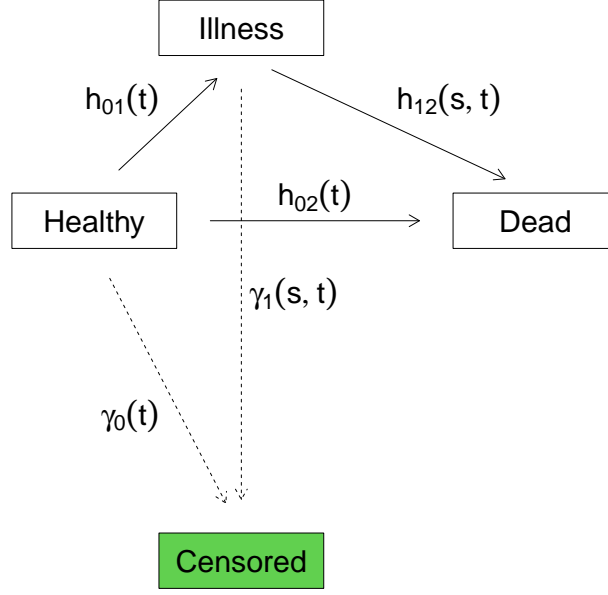 Illness
h₀₁(t)
h₁₂(s, t)
Healthy
h₀₂(t)
Dead
γ₁(s, t)
γ₀(t)
Censored